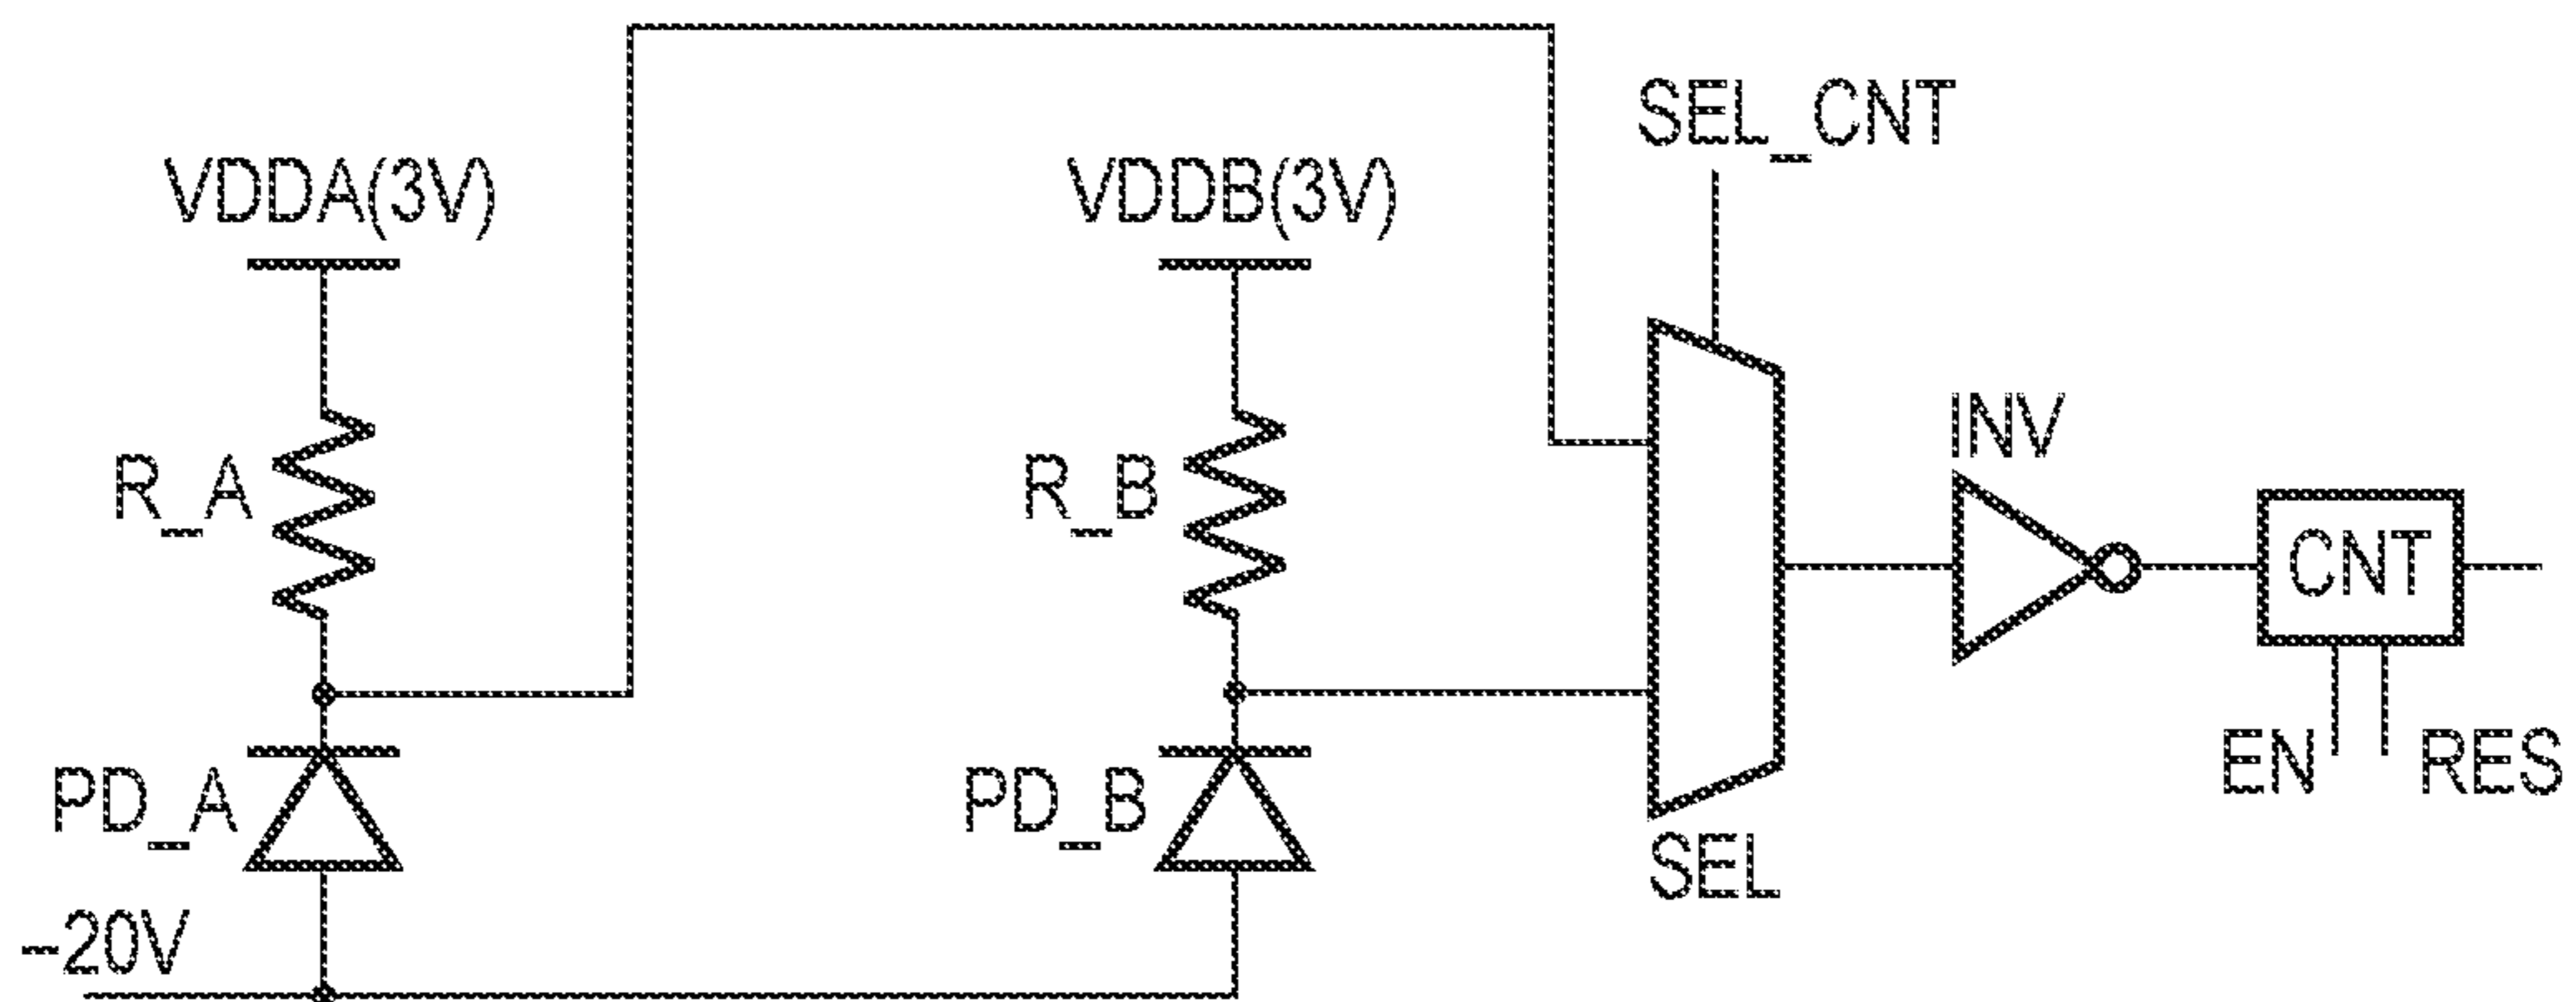 SEL_CNT
VDDA(3V)
VDDB(3V)
INV
R_A
R_B
CNT
EN
RES
PD_A
PD_B
SEL
-20V